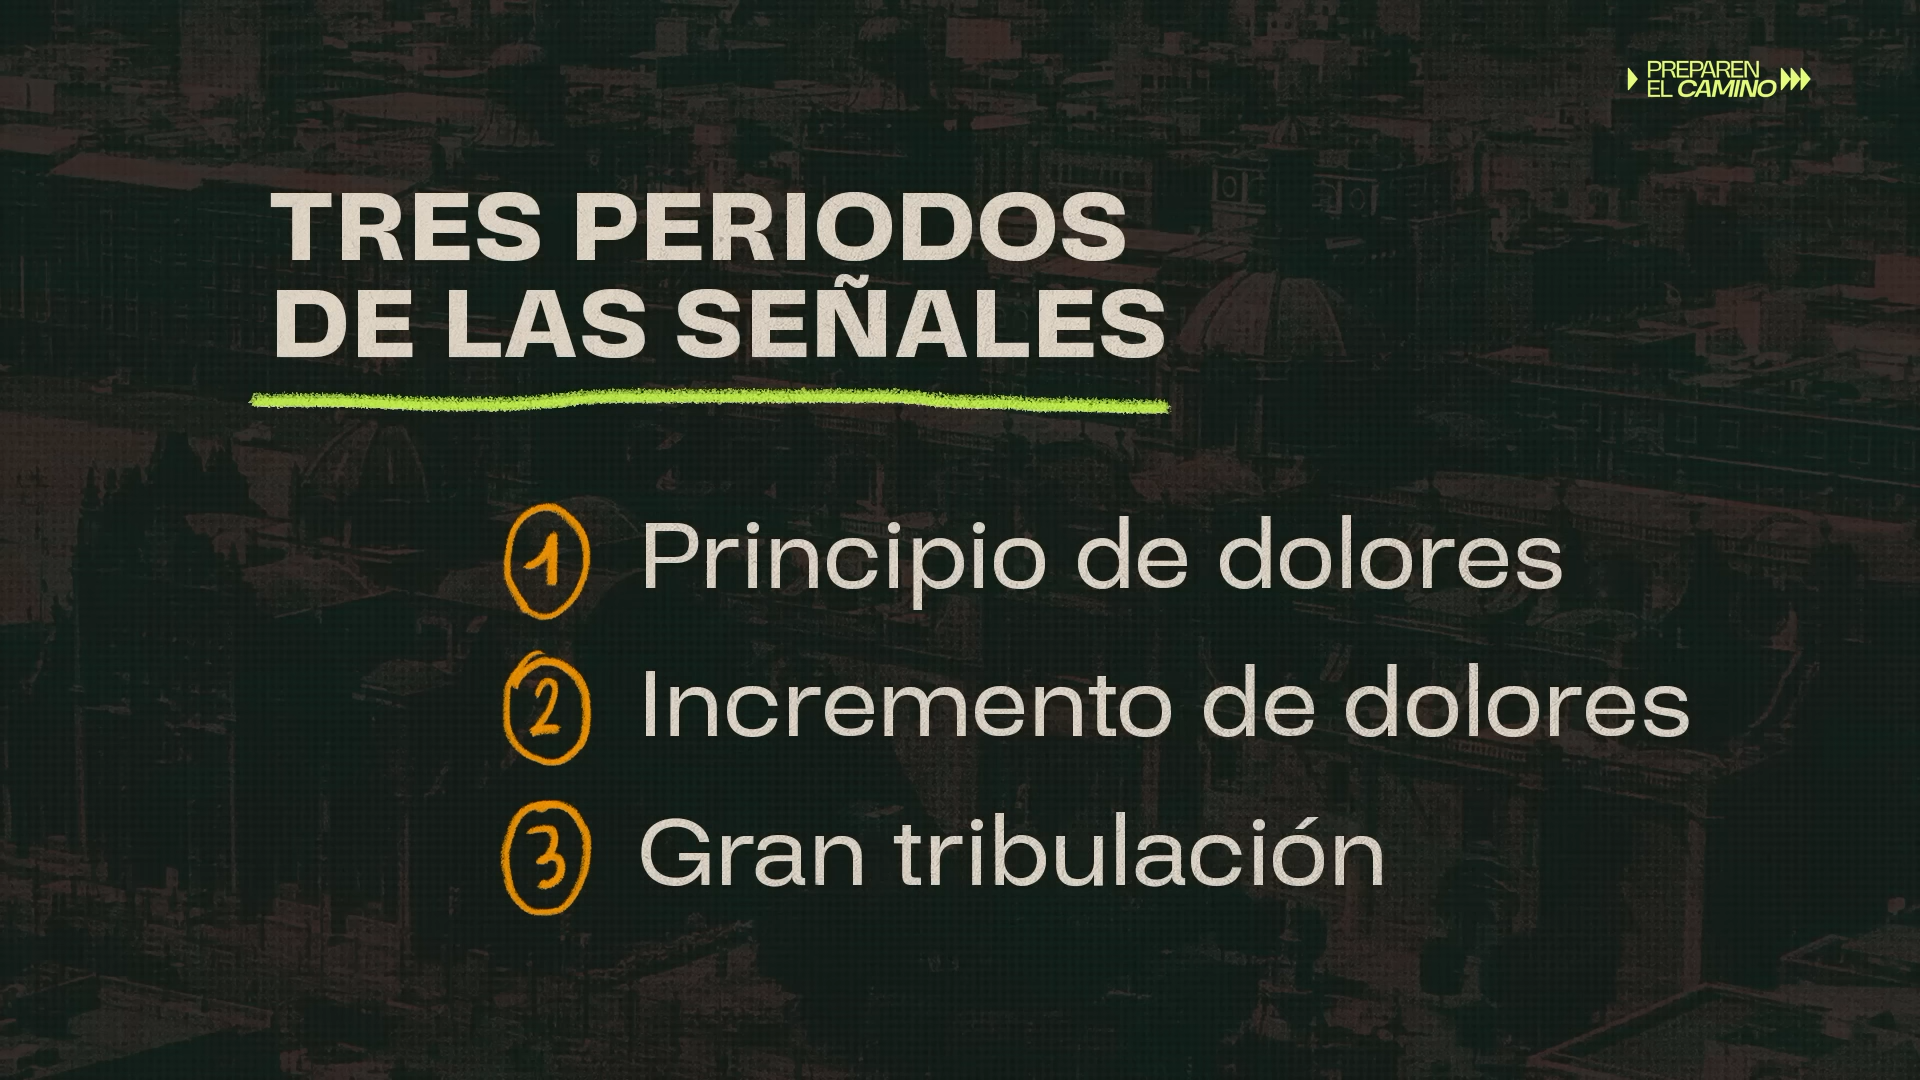 PREPAREN
EL CAMINO
TRES PERIODOS
DE LAS SEÑALES
1 Principio de dolores
2 Incremento de dolores
3 Gran tribulación